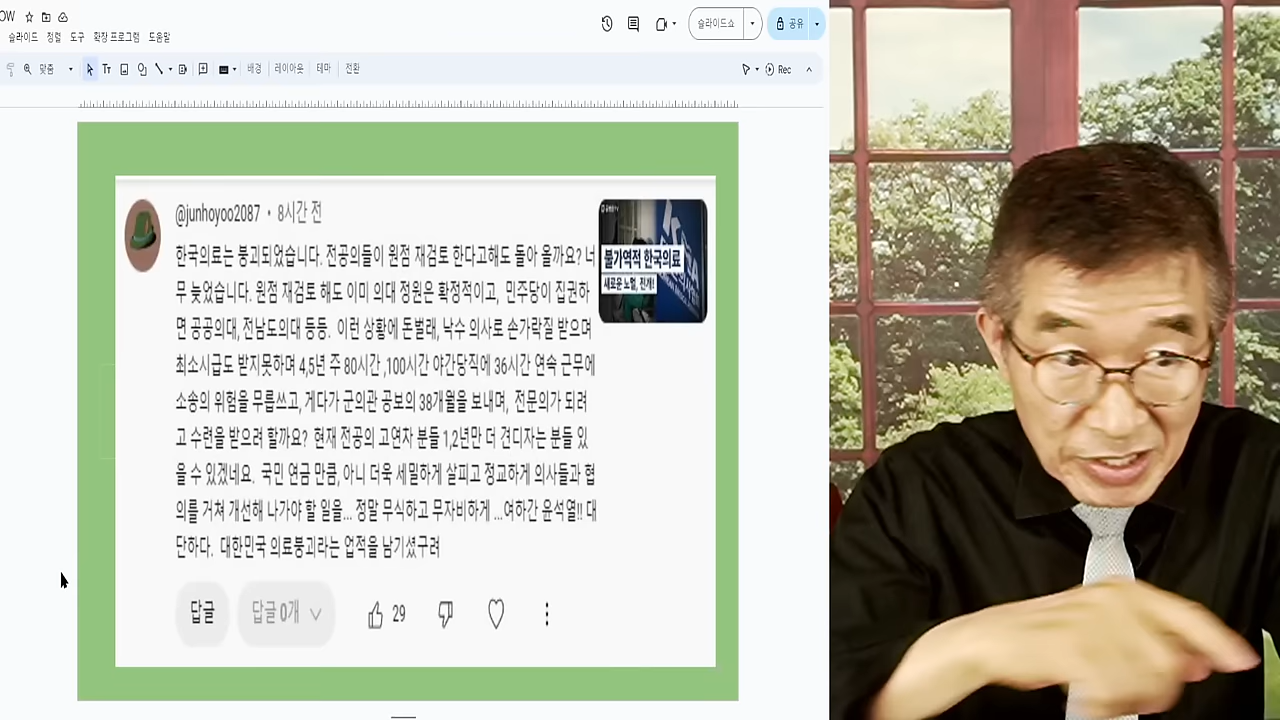 OW
슬라이드 정렬 도구 확장 프로그램 도움말
슬라이드쇼
공유
맞춤
배경 레이아웃 테마 전환
Rec
@junhoyoo2087 • 8시간 전
한국의료는 붕괴되었습니다. 전공의들이 원점 재검토 한다고해도 돌아 올까요? 너
무 늦었습니다. 원점 재검토 해도 이미 의대 정원은 확정적이고, 민주당이 집권하
면 공공의대, 전남도의대 등등. 이런 상황에 돈벌래, 낙수 의사로 손가락질 받으며
최소시급도 받지못하며 4,5년 주 80시간 ,100시간 야간당직에 36시간 연속 근무에
소송의 위험을 무릅쓰고, 게다가 군의관 공보의 38개월을 보내며, 전문의가 되려
고 수련을 받으려 할까요? 현재 전공의 고연차 분들 1,2년만 더 견디자는 분들 있
을 수 있겠네요. 국민 연금 만큼, 아니 더욱 세밀하게 살피고 정교하게 의사들과 협
의를 거쳐 개선해 나가야 할 일을... 정말 무식하고 무자비하게 ...여하간 윤석열!! 대
단하다. 대한민국 의료붕괴라는 업적을 남기셨구려
불가역적 한국의료
새로운 노멀, 전개!
답글
답글 0개
29